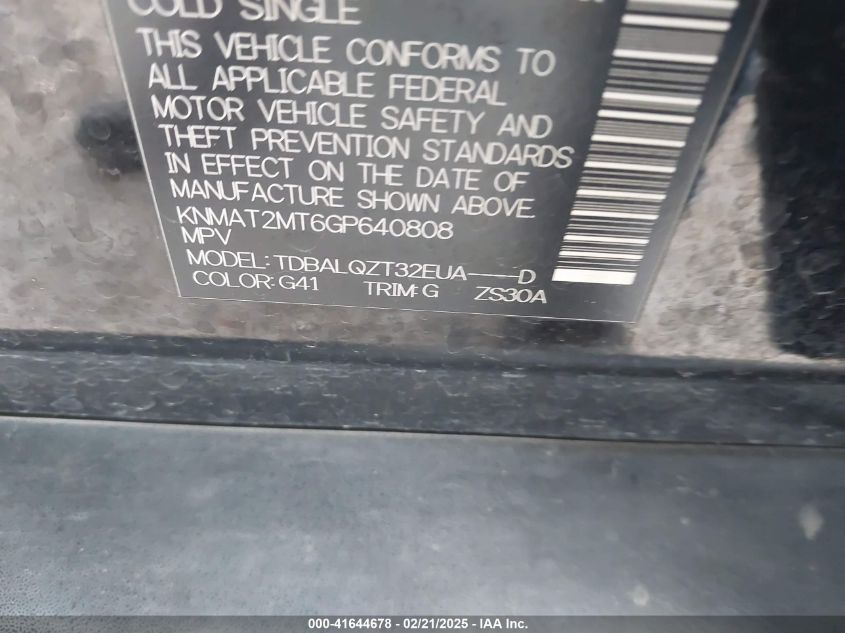 COLD SINGLE
THIS VEHICLE CONFORMS TO
ALL APPLICABLE FEDERAL
MOTOR VEHICLE SAFETY AND
THEFT PREVENTION STANDARDS
IN EFFECT ON THE DATE OF
MANUFACTURE SHOWN ABOVE.
KNMAT2MT6GP640808
MPV
MODEL: TDBALQZT32EUA----D
COLOR: G41 TRIM: G ZS30A
000-41644678 - 02/21/2025 - IAA Inc.